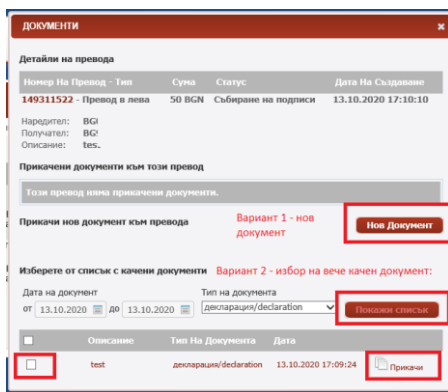 ДОКУМЕНТИ
Детайли на превода
Номер На Превод - Тип Сума Статус Дата На Създаване
149311522 - Превод в лева 50 BGN Събиране на подписи 13.10.2020 17:10:10
Наредител: BG
Получател: BG
Описание: tes.
Прикачени документи към този превод
Този превод няма прикачени документи.
Прикачи нов документ към превода
Вариант 1 - нов
документ
Нов Документ
Изберете от списък с качени документи Вариант 2 - избор на вече качен документ:
Дата на документ Тип на документа
от 13.10.2020 до 13.10.2020 декларация/declaration Покажи списък
Описание Тип На Документа Дата
test декларация/declaration 13.10.2020 17:09:24 Прикачи